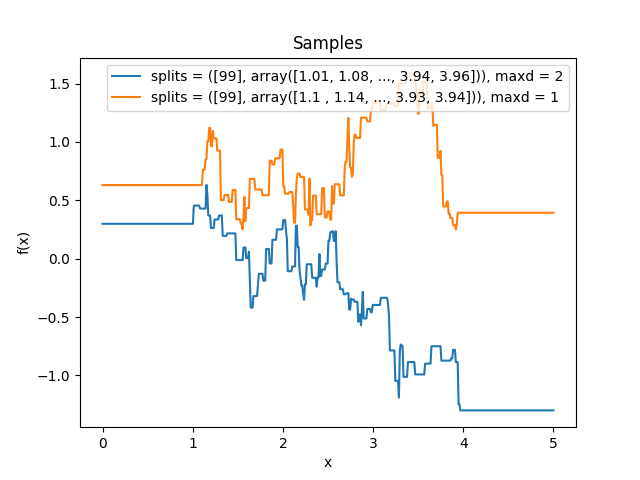 Samples
splits = ([99], array([1.01, 1.08, ..., 3.94, 3.96])), maxd = 2
splits = ([99], array([1.1 , 1.14, ..., 3.93, 3.94])), maxd = 1
1.5
1.0
0.5
0.0
−0.5
−1.0
f(x)
0 1 2 3 4 5
x